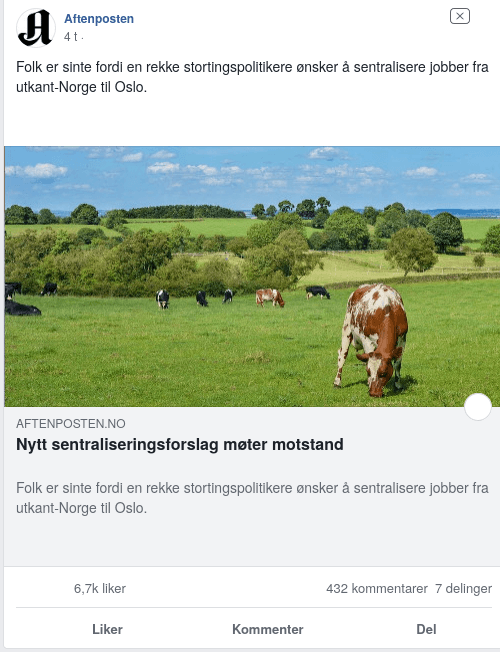 Aftenposten
4 t ·
Folk er sinte fordi en rekke stortingspolitikere ønsker å sentralisere jobber fra
utkant-Norge til Oslo.
AFTENPOSTEN.NO
Nytt sentraliseringsforslag møter motstand
Folk er sinte fordi en rekke stortingspolitikere ønsker å sentralisere jobber fra
utkant-Norge til Oslo.
6,7k liker 432 kommentarer 7 delinger
Liker Kommenter Del